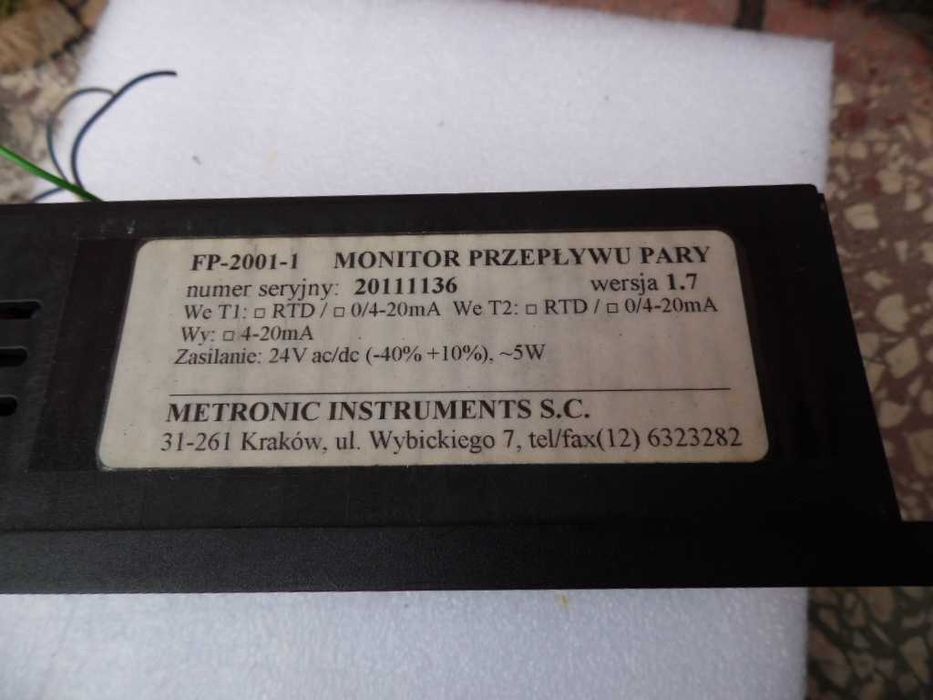 FP-2001-1 MONITOR PRZEPŁYWU PARY
numer seryjny: 20111136 wersja 1.7
We T1: □ RTD / □ 0/4-20mA We T2: □ RTD / □ 0/4-20mA
Wy: □ 4-20mA
Zasilanie: 24V ac/dc (-40% +10%), ~5W
METRONIC INSTRUMENTS S.C.
31-261 Kraków, ul. Wybickiego 7, tel/fax(12) 6323282